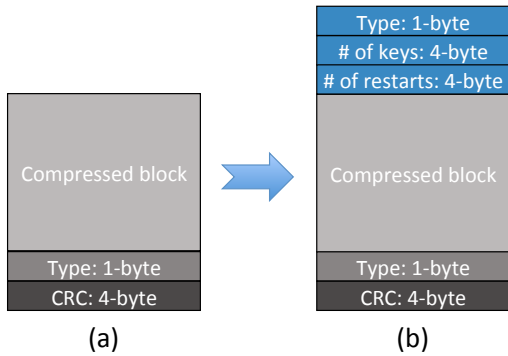 Type: 1-byte
# of keys: 4-byte
# of restarts: 4-byte
Compressed block
Compressed block
Type: 1-byte
Type: 1-byte
CRC: 4-byte
CRC: 4-byte
(a)
(b)